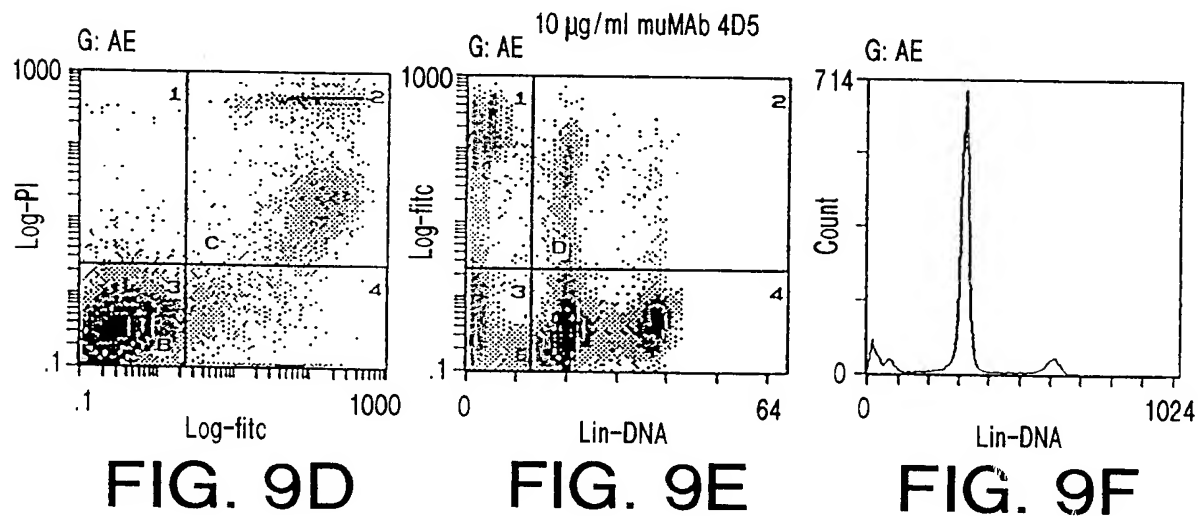 10 µg/ml muMAb 4D5
G: AE
1000
1
2
3
4
C
B
Log-PI
.1
.1
1000
Log-fitc
FIG. 9D
G: AE
1000
1
2
3
4
D
E
Log-fitc
.1
0
64
Lin-DNA
FIG. 9E
G: AE
714
Count
0
0
1024
Lin-DNA
FIG. 9F